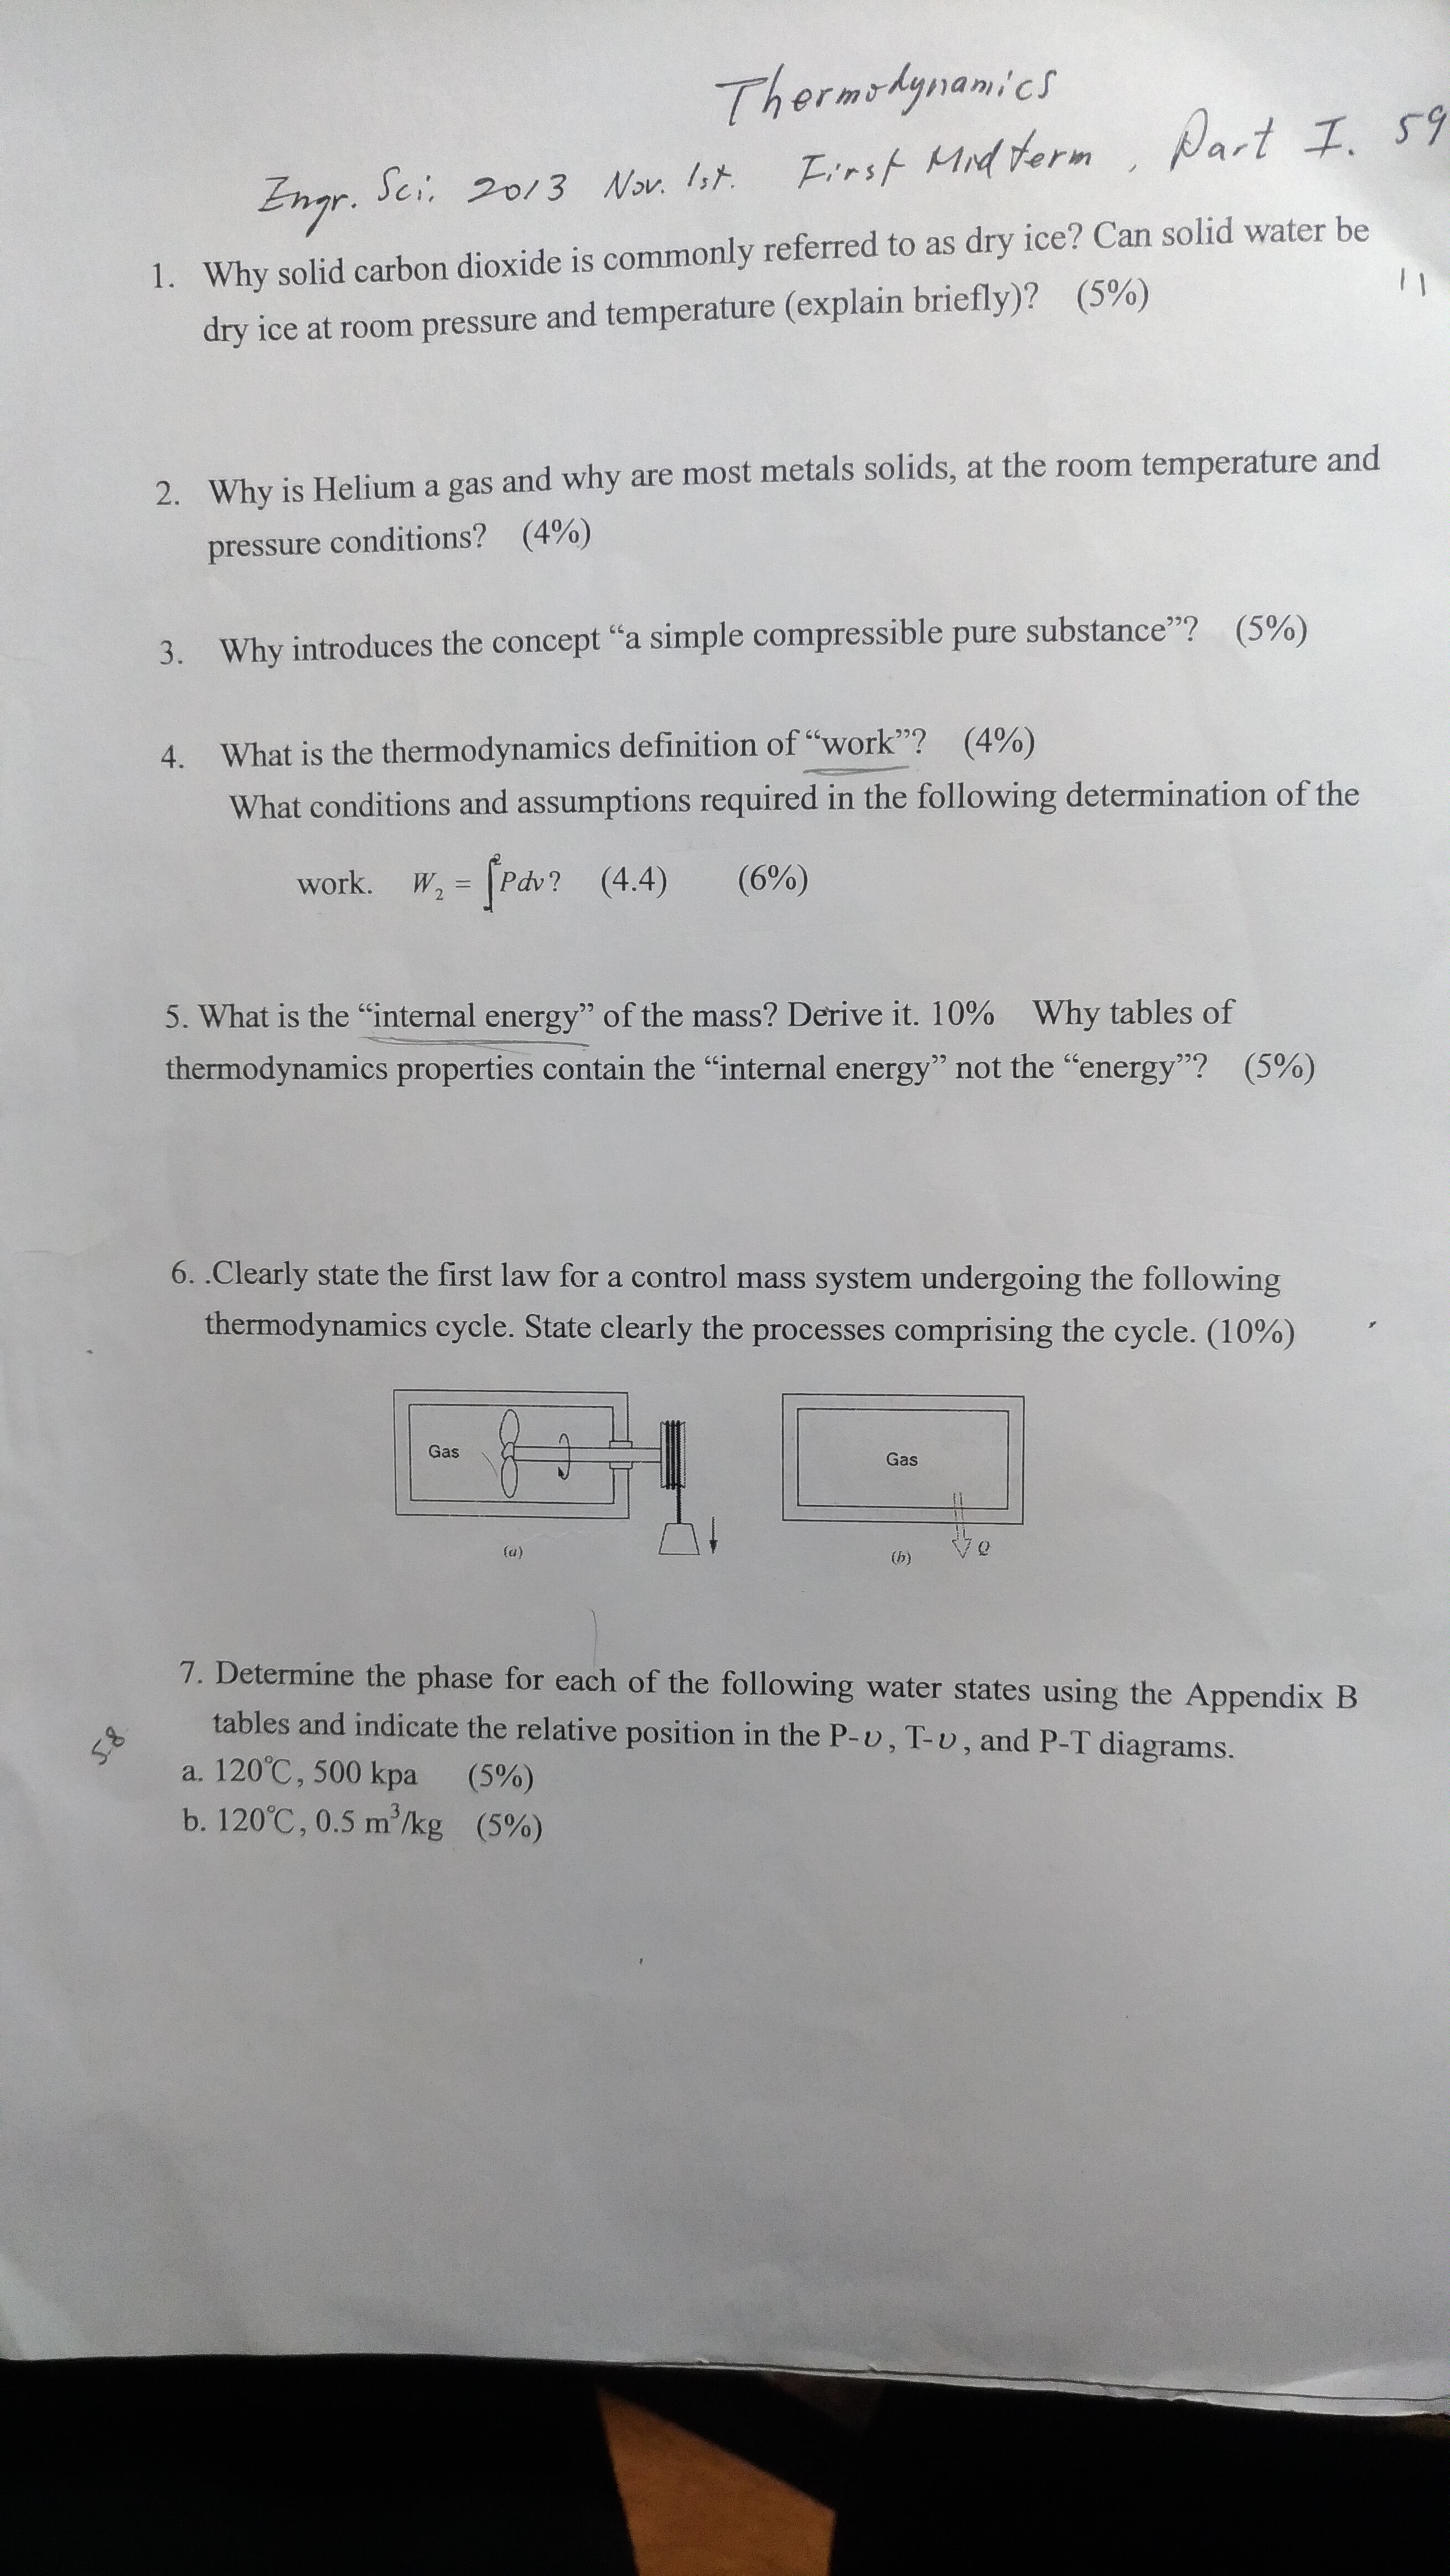 Thermodynamics
Engr. Sci. 2013 Nov. 1st. First Midterm, Part I. 59
1. Why solid carbon dioxide is commonly referred to as dry ice? Can solid water be
dry ice at room pressure and temperature (explain briefly)? (5%)
11
2. Why is Helium a gas and why are most metals solids, at the room temperature and
pressure conditions? (4%)
3. Why introduces the concept “a simple compressible pure substance”? (5%)
4. What is the thermodynamics definition of “work”? (4%)
What conditions and assumptions required in the following determination of the
work. W₂ = ∫²Pdv? (4.4) (6%)
5. What is the “internal energy” of the mass? Derive it. 10% Why tables of
thermodynamics properties contain the “internal energy” not the “energy”? (5%)
6. .Clearly state the first law for a control mass system undergoing the following
thermodynamics cycle. State clearly the processes comprising the cycle. (10%)
Gas
Gas
Q
(a)
(b)
7. Determine the phase for each of the following water states using the Appendix B
tables and indicate the relative position in the P-υ, T-υ, and P-T diagrams.
58
a. 120℃, 500 kpa (5%)
b. 120℃, 0.5 m³/kg (5%)